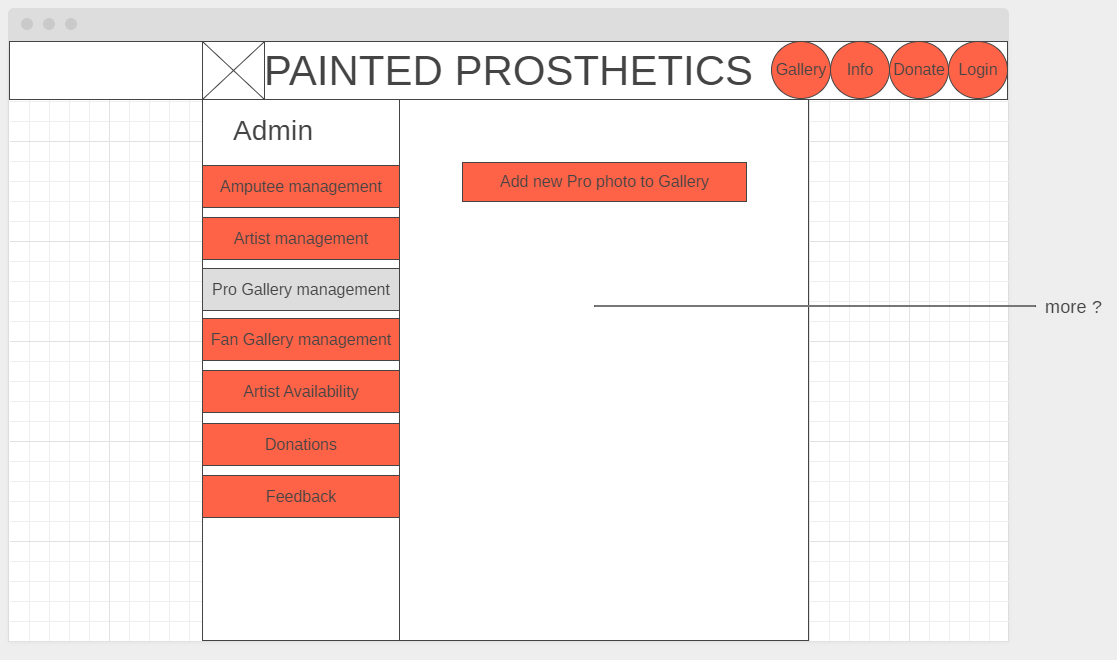 PAINTED PROSTHETICS
Gallery
Info
Donate
Login
Admin
Amputee management
Artist management
Pro Gallery management
Fan Gallery management
Artist Availability
Donations
Feedback
Add new Pro photo to Gallery
more ?